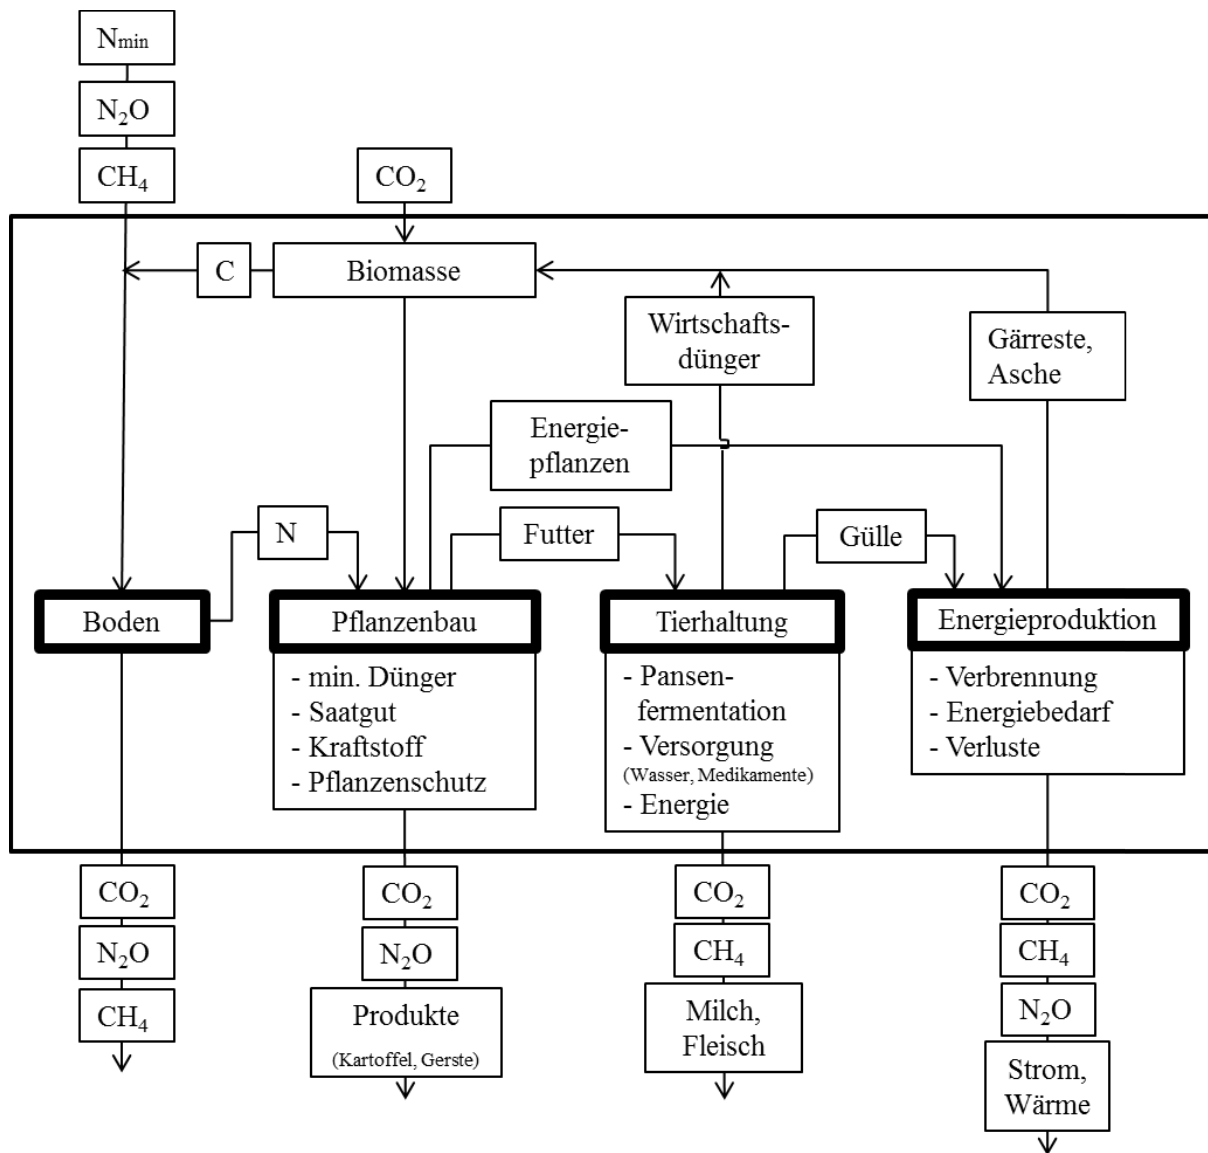 Nmin
N₂O
CH₄
CO₂
C
Biomasse
Wirtschafts-
dünger
Gärreste,
Asche
Energie-
pflanzen
N
Futter
Gülle
Boden
Pflanzenbau
- min. Dünger
- Saatgut
- Kraftstoff
- Pflanzenschutz
Tierhaltung
- Pansen-
fermentation
- Versorgung
(Wasser, Medikamente)
- Energie
Energieproduktion
- Verbrennung
- Energiebedarf
- Verluste
CO₂
N₂O
CH₄
CO₂
N₂O
Produkte
(Kartoffel, Gerste)
CO₂
CH₄
Milch,
Fleisch
CO₂
CH₄
N₂O
Strom,
Wärme